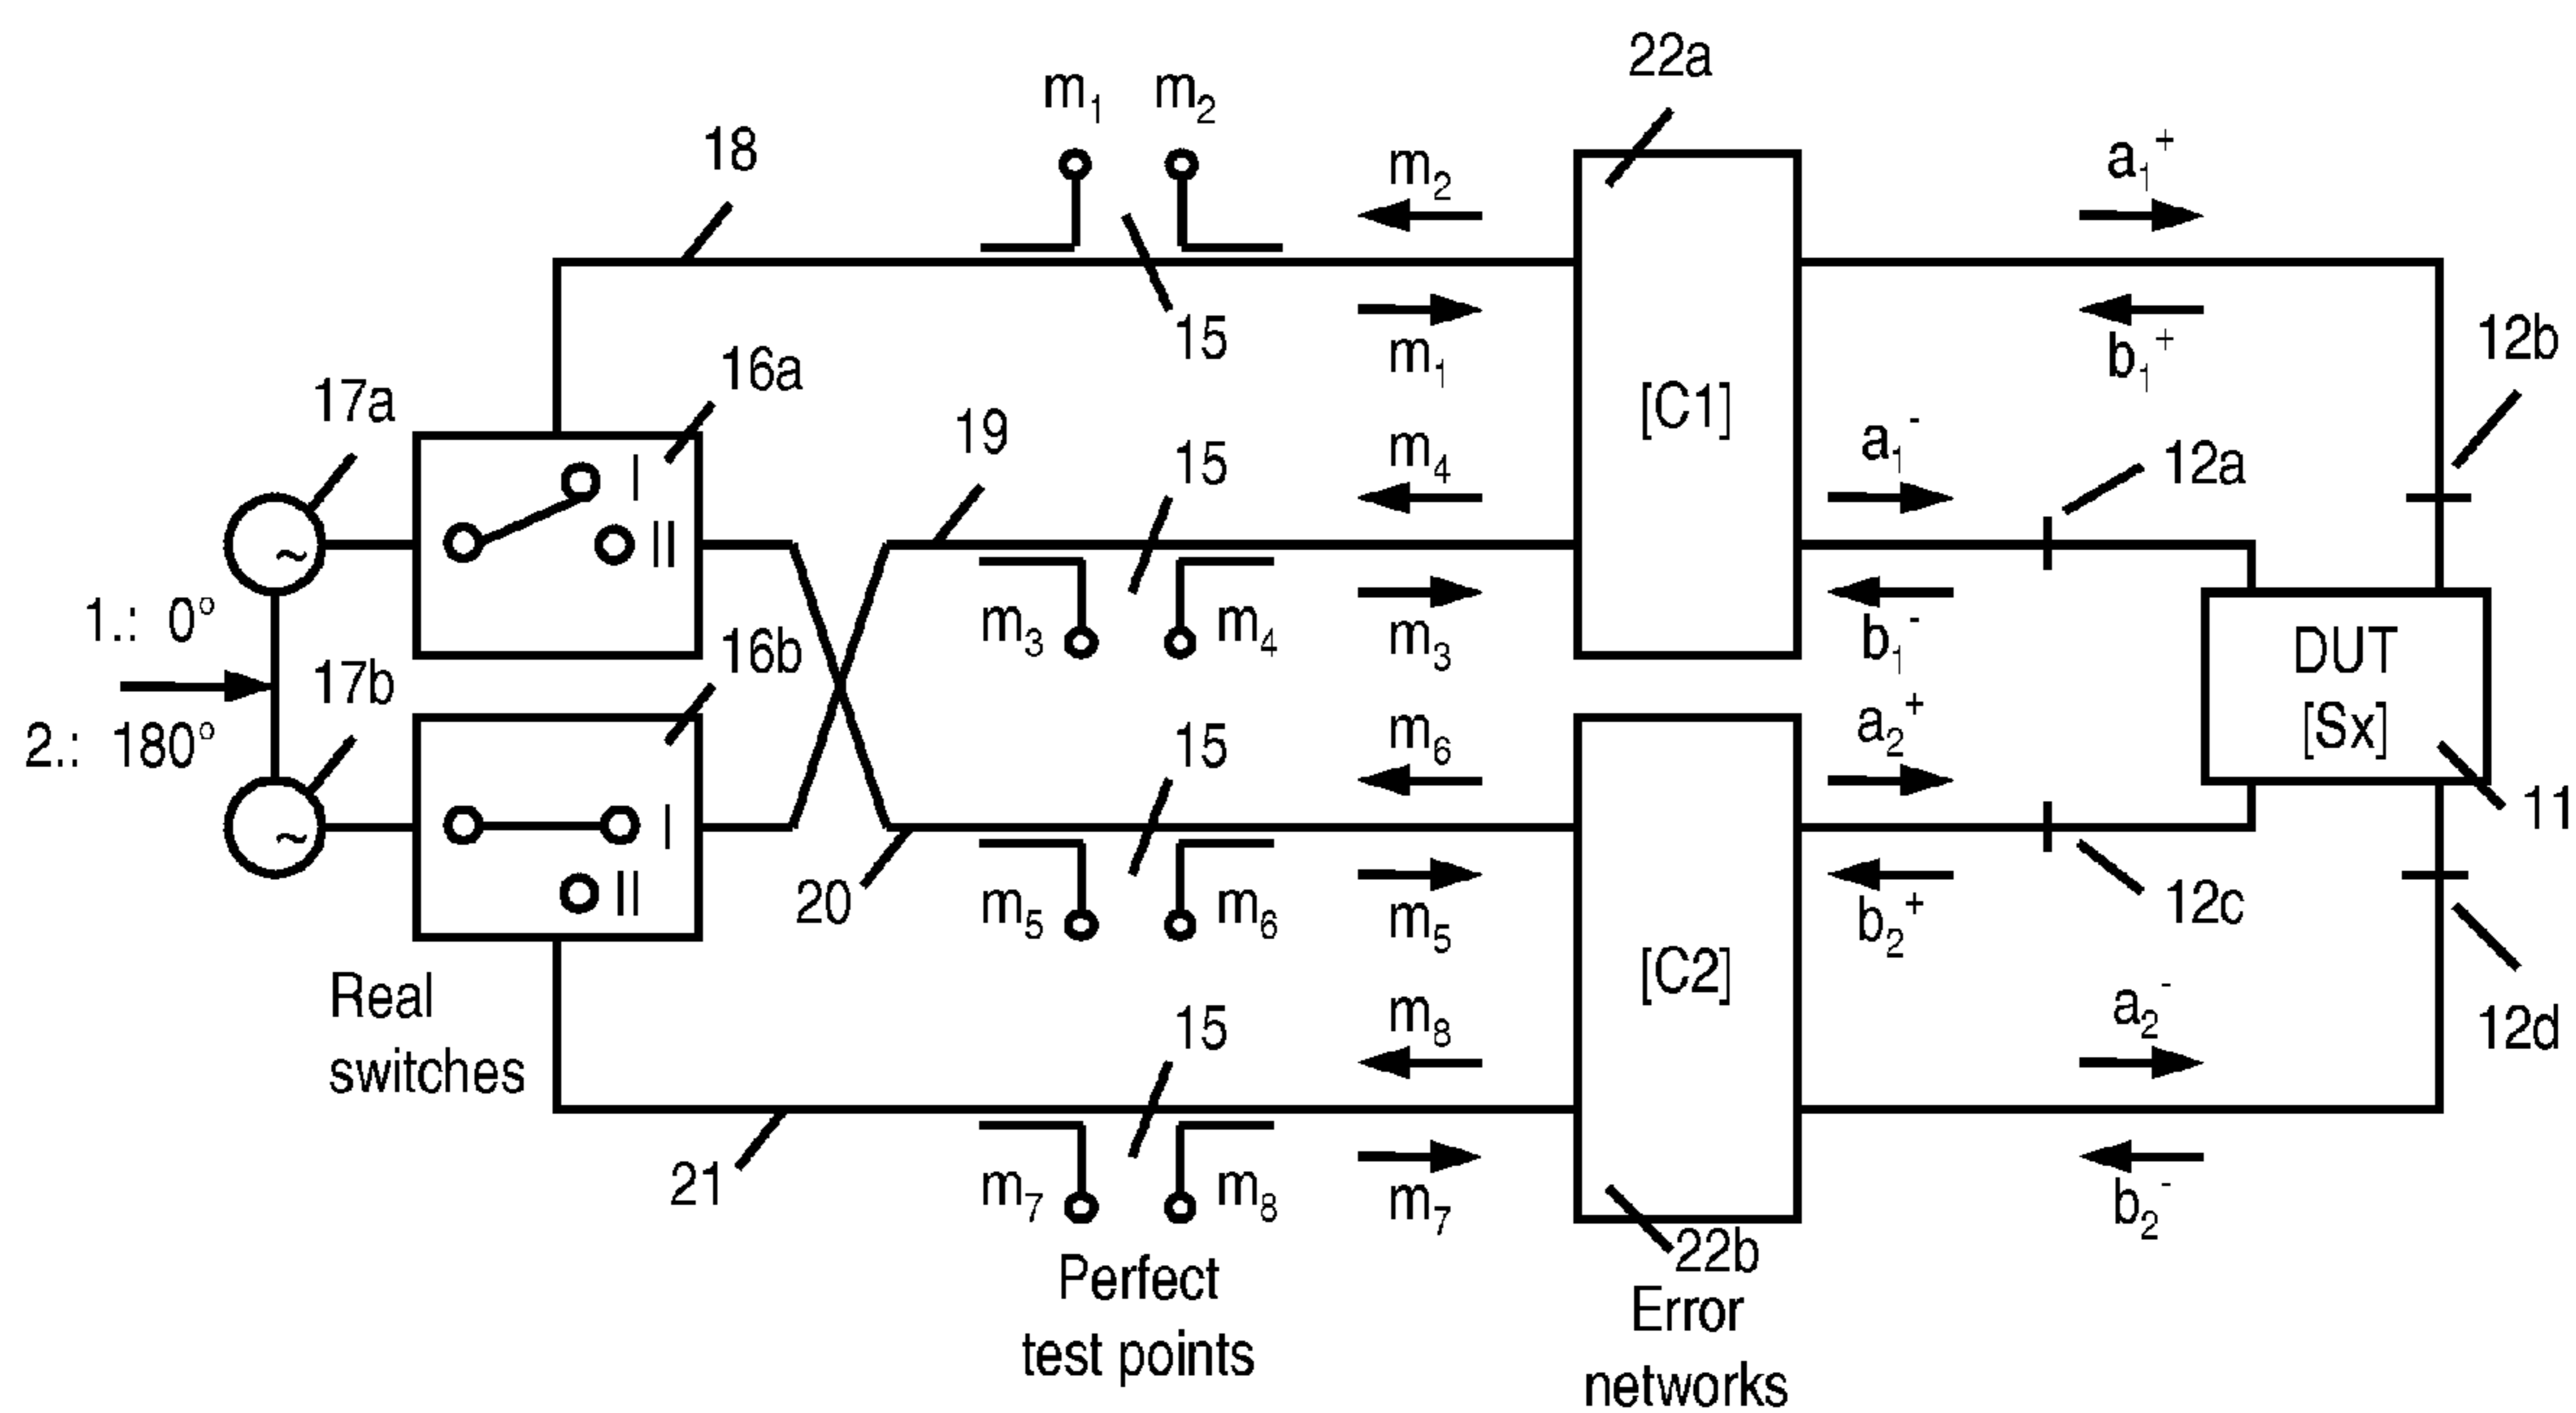 22a
m1 m2
18
m2
a1+
15
m1
b1+
12b
17a
16a
I
II
19
15
m4
[C1]
a1-
12a
m3 m4
m3
b1-
1.: 0°
2.: 180°
17b
16b
I
II
DUT
[Sx]
11
15
m6
a2+
20
m5 m6
m5
b2+
12c
[C2]
Real
switches
15
m8
a2-
12d
21
m7 m8
m7
b2-
22b
Perfect
test points
Error
networks
~
~